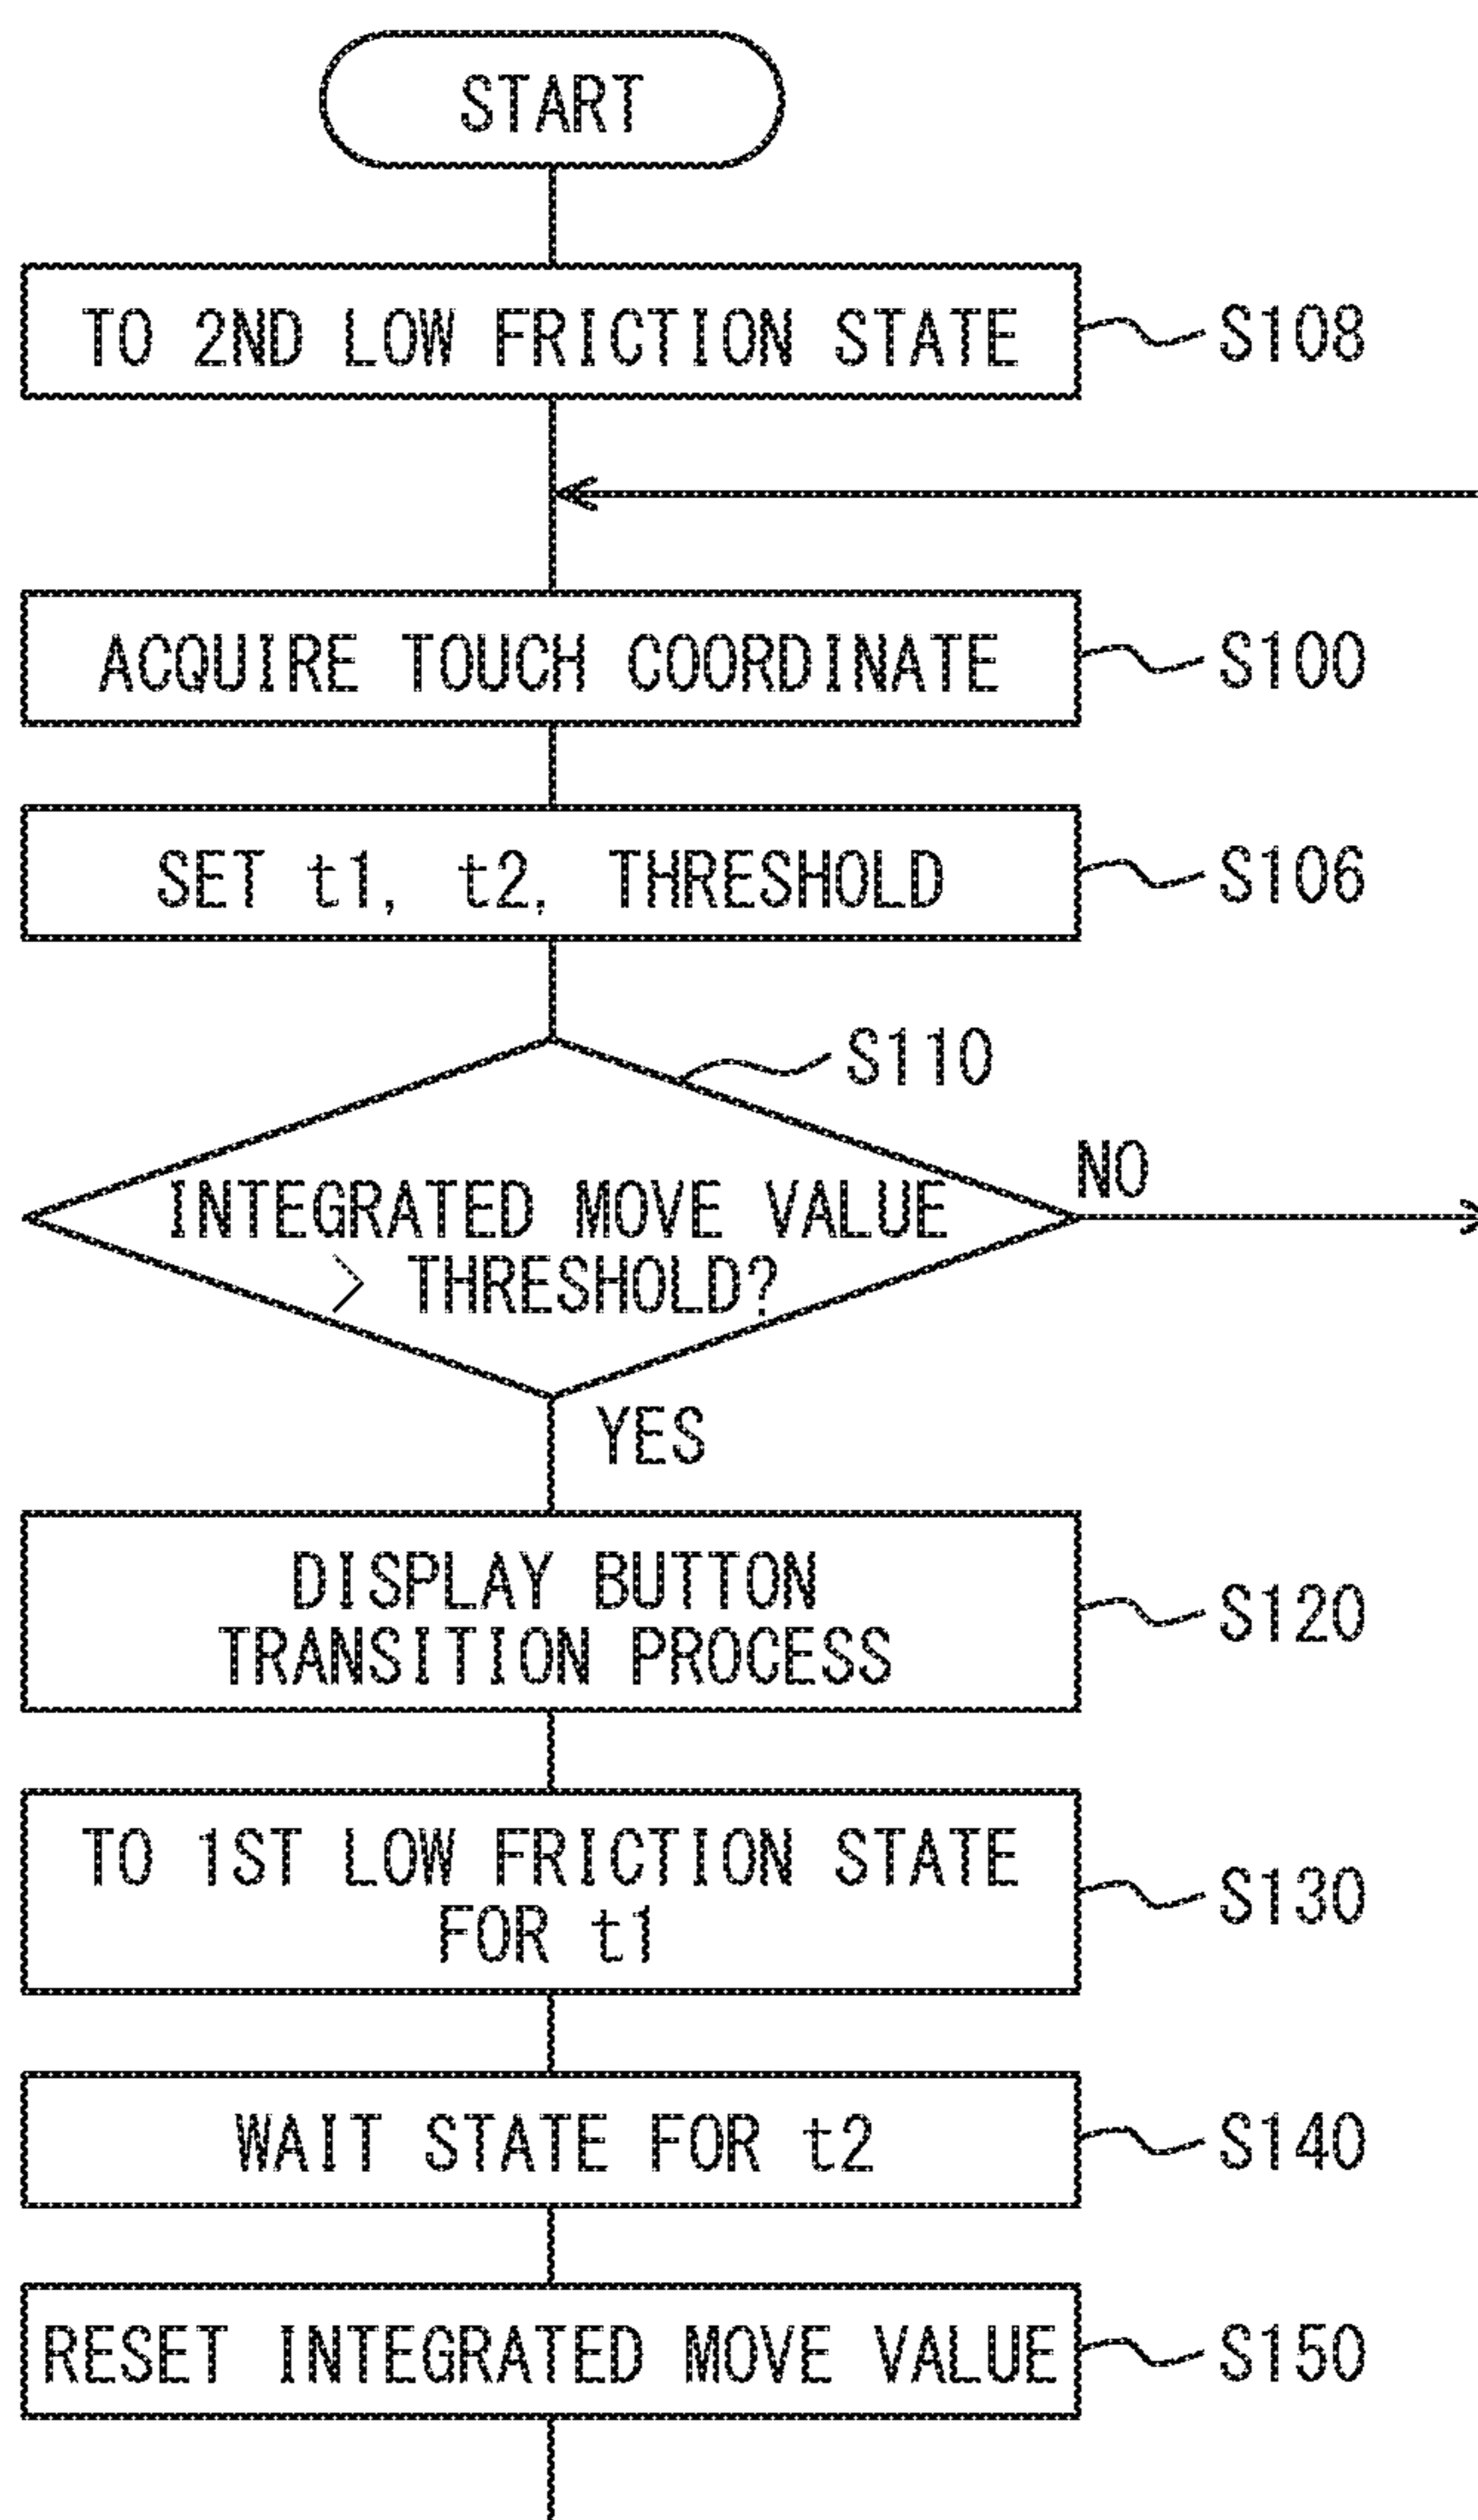 START
TO 2ND LOW FRICTION STATE
S108
ACQUIRE TOUCH COORDINATE
S100
SET t1, t2, THRESHOLD
S106
S110
NO
INTEGRATED MOVE VALUE
> THRESHOLD?
YES
DISPLAY BUTTON
TRANSITION PROCESS
S120
TO 1ST LOW FRICTION STATE
FOR t1
S130
WAIT STATE FOR t2
S140
RESET INTEGRATED MOVE VALUE
S150